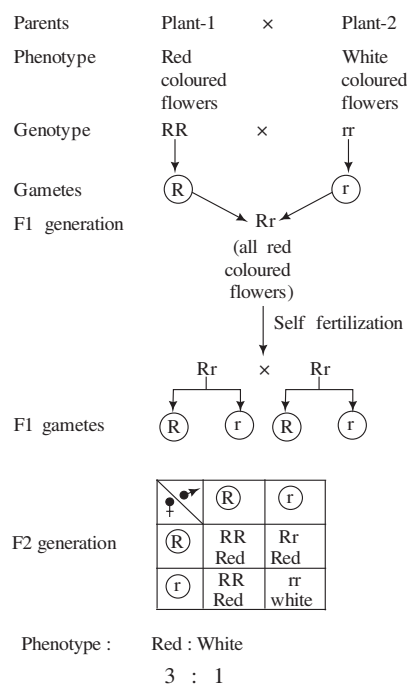 Parents Plant-1 × Plant-2
Phenotype Red White
coloured coloured
flowers flowers
Genotype RR × rr
Gametes R r
F1 generation Rr
(all red
coloured
flowers)
Self fertilization
Rr × Rr
F1 gametes R r R r
R r
F2 generation R RR Rr
Red Red
r RR rr
Red white
Phenotype : Red : White
3 : 1